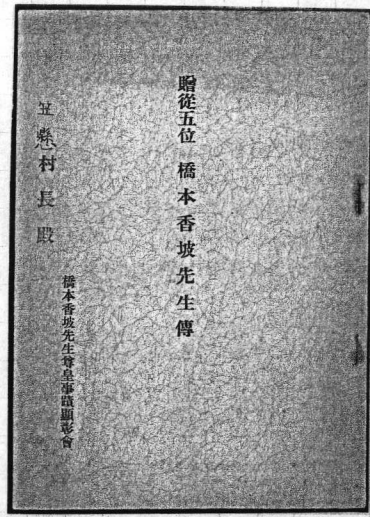 贈從五位 橋本香坡先生傳
橋本香坡先生尊皇事蹟顯彰會
笠懸村長殿